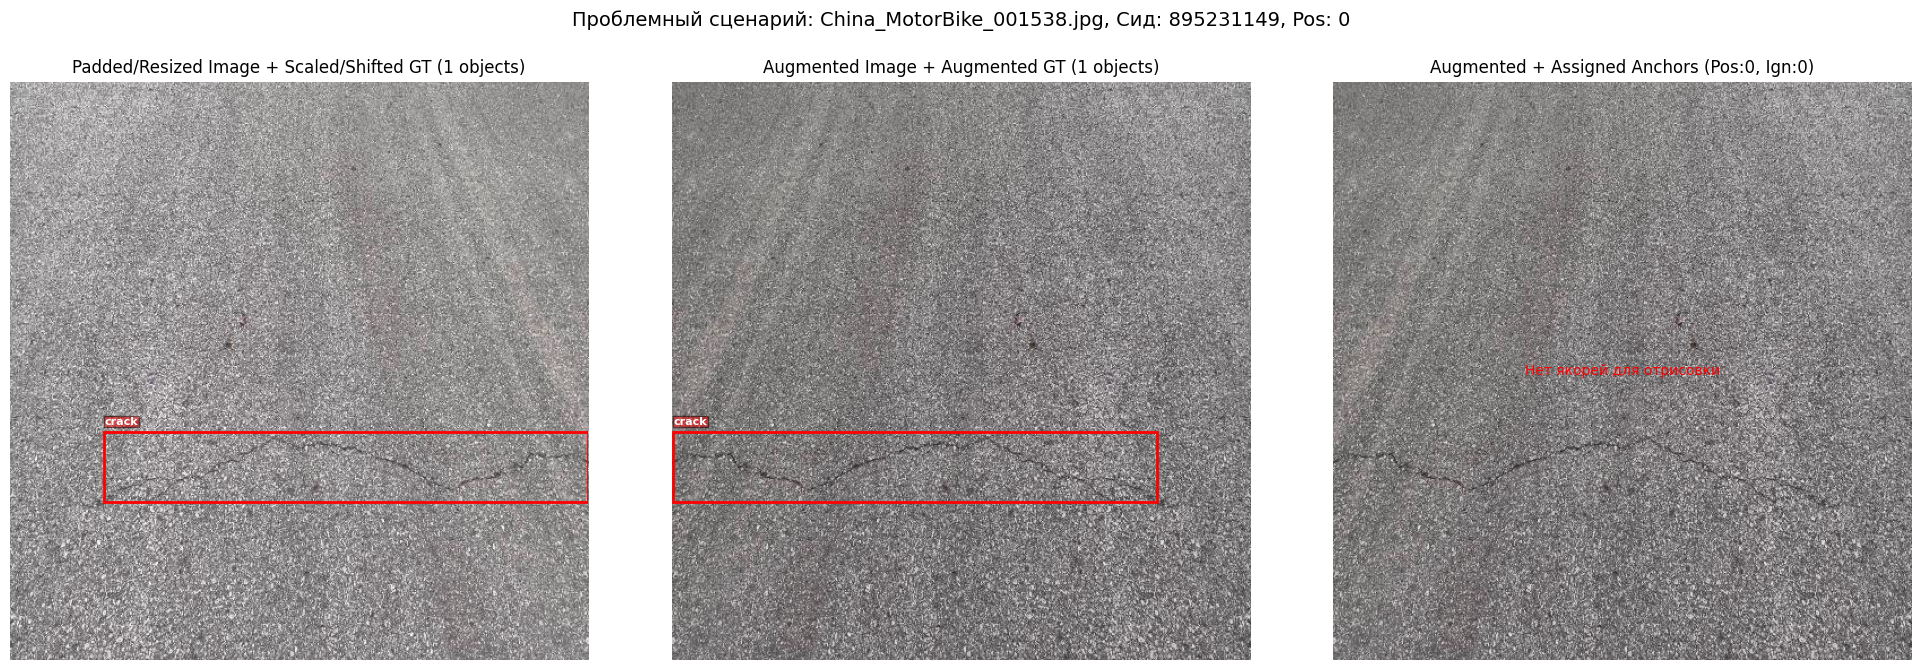 Проблемный сценарий: China_MotorBike_001538.jpg, Сид: 895231149, Pos: 0
Padded/Resized Image + Scaled/Shifted GT (1 objects)
Augmented Image + Augmented GT (1 objects)
Augmented + Assigned Anchors (Pos:0, Ign:0)
crack
crack
Нет якорей для отрисовки